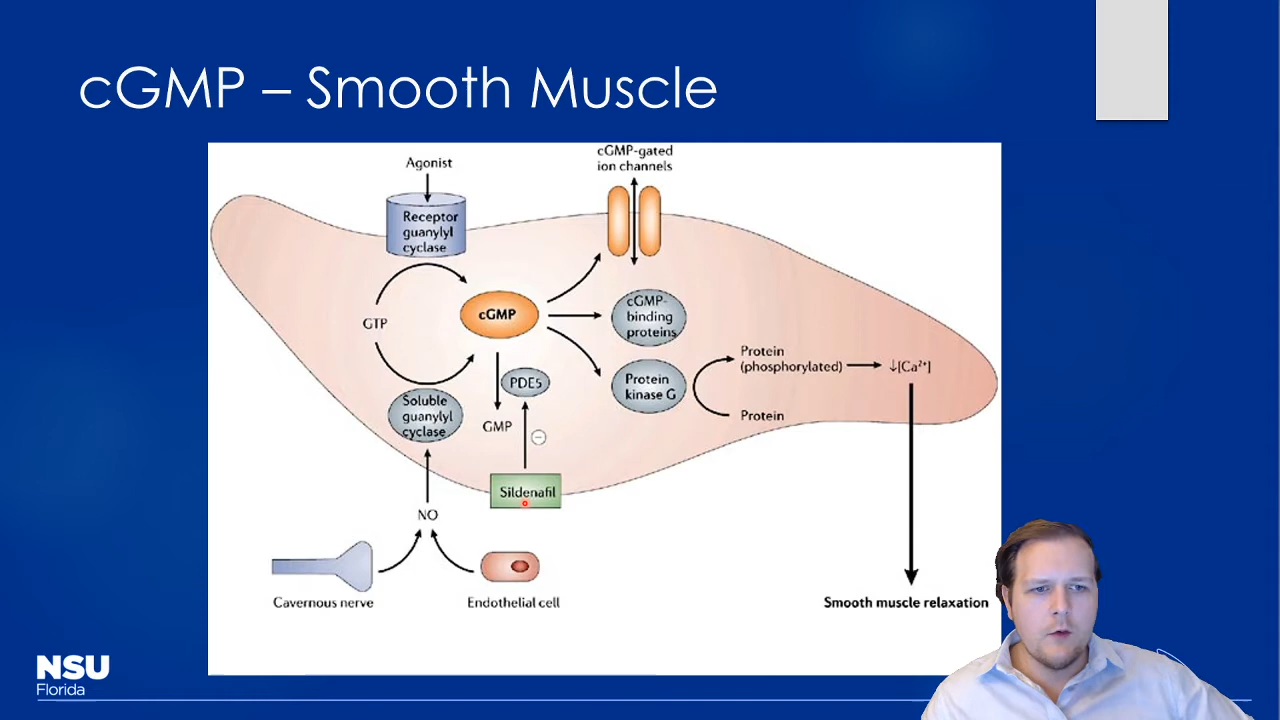 cGMP – Smooth Muscle
Agonist
cGMP-gated
ion channels
Receptor
guanylyl
cyclase
GTP
cGMP
cGMP-
binding
proteins
Protein
kinase G
Protein
(phosphorylated)
↓[Ca²⁺]
Protein
PDE5
GMP
Soluble
guanylyl
cyclase
−
Sildenafil
NO
Cavernous nerve
Endothelial cell
Smooth muscle relaxation
NSU
Florida